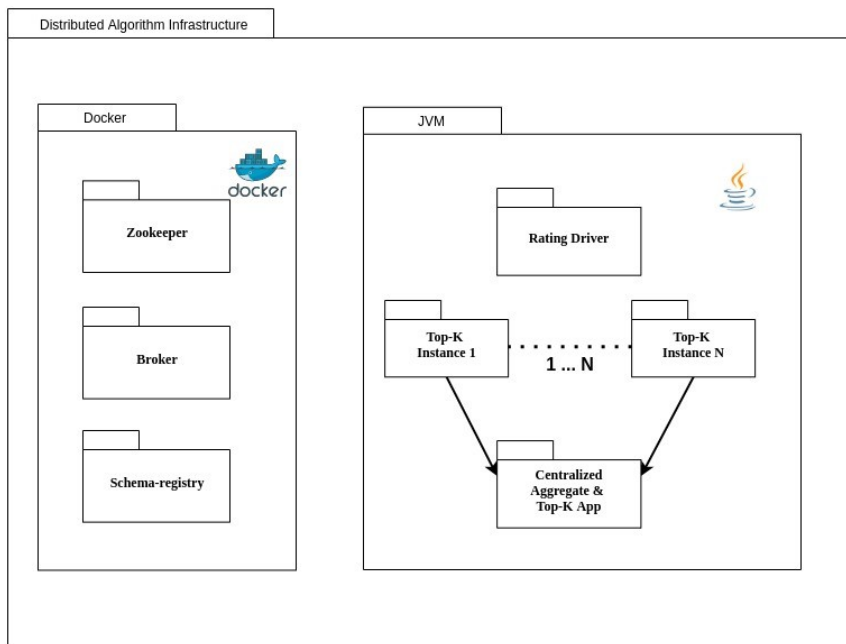 Distributed Algorithm Infrastructure
Docker
docker
Zookeeper
Broker
Schema-registry
JVM
Rating Driver
Top-K
Instance 1
1 ... N
Top-K
Instance N
Centralized
Aggregate &
Top-K App